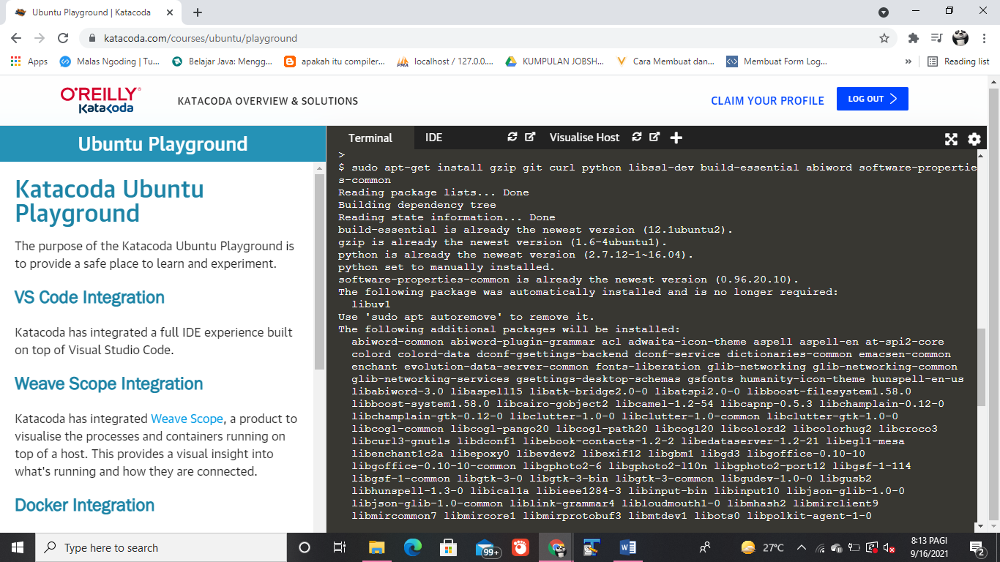 Ubuntu Playground | Katacoda
katacoda.com/courses/ubuntu/playground
Apps
Malas Ngoding | Tu...
Belajar Java: Mengg...
apakah itu compiler...
PMA
localhost / 127.0.0....
KUMPULAN JOBSH...
Cara Membuat dan...
Membuat Form Log...
»
Reading list
O'REILLY
Katacoda
KATACODA OVERVIEW & SOLUTIONS
CLAIM YOUR PROFILE
LOG OUT
Ubuntu Playground
Katacoda Ubuntu
Playground
The purpose of the Katacoda Ubuntu Playground is
to provide a safe place to learn and experiment.
VS Code Integration
Katacoda has integrated a full IDE experience built
on top of Visual Studio Code.
Weave Scope Integration
Katacoda has integrated Weave Scope, a product to
visualise the processes and containers running on
top of a host. This provides a visual insight into
what's running and how they are connected.
Docker Integration
Terminal
IDE
Visualise Host
>
$ sudo apt-get install gzip git curl python libssl-dev build-essential abiword software-propertie
s-common
Reading package lists... Done
Building dependency tree
Reading state information... Done
build-essential is already the newest version (12.1ubuntu2).
gzip is already the newest version (1.6-4ubuntu1).
python is already the newest version (2.7.12-1~16.04).
python set to manually installed.
software-properties-common is already the newest version (0.96.20.10).
The following package was automatically installed and is no longer required:
libuv1
Use 'sudo apt autoremove' to remove it.
The following additional packages will be installed:
abiword-common abiword-plugin-grammar acl adwaita-icon-theme aspell aspell-en at-spi2-core
colord colord-data dconf-gsettings-backend dconf-service dictionaries-common emacsen-common
enchant evolution-data-server-common fonts-liberation glib-networking glib-networking-common
glib-networking-services gsettings-desktop-schemas gsfonts humanity-icon-theme hunspell-en-us
libabiword-3.0 libaspell15 libatk-bridge2.0-0 libatspi2.0-0 libboost-filesystem1.58.0
libboost-system1.58.0 libcairo-gobject2 libcamel-1.2-54 libcapnp-0.5.3 libchamplain-0.12-0
libchamplain-gtk-0.12-0 libclutter-1.0-0 libclutter-1.0-common libclutter-gtk-1.0-0
libcogl-common libcogl-pango20 libcogl-path20 libcogl20 libcolord2 libcolorhug2 libcroco3
libcurl3-gnutls libdconf1 libebook-contacts-1.2-2 libedataserver-1.2-21 libegl1-mesa
libenchant1c2a libepoxy0 libevdev2 libexif12 libgbm1 libgd3 libgoffice-0.10-10
libgoffice-0.10-10-common libgphoto2-6 libgphoto2-l10n libgphoto2-port12 libgsf-1-114
libgsf-1-common libgtk-3-0 libgtk-3-bin libgtk-3-common libgudev-1.0-0 libgusb2
libhunspell-1.3-0 libical1a libieee1284-3 libinput-bin libinput10 libjson-glib-1.0-0
libjson-glib-1.0-common liblink-grammar4 libloudmouth1-0 libmhash2 libmirclient9
libmircommon7 libmircore1 libmirprotobuf3 libmtdev1 libots0 libpolkit-agent-1-0
Type here to search
99+
27°C
8:13 PAGI
9/16/2021
2